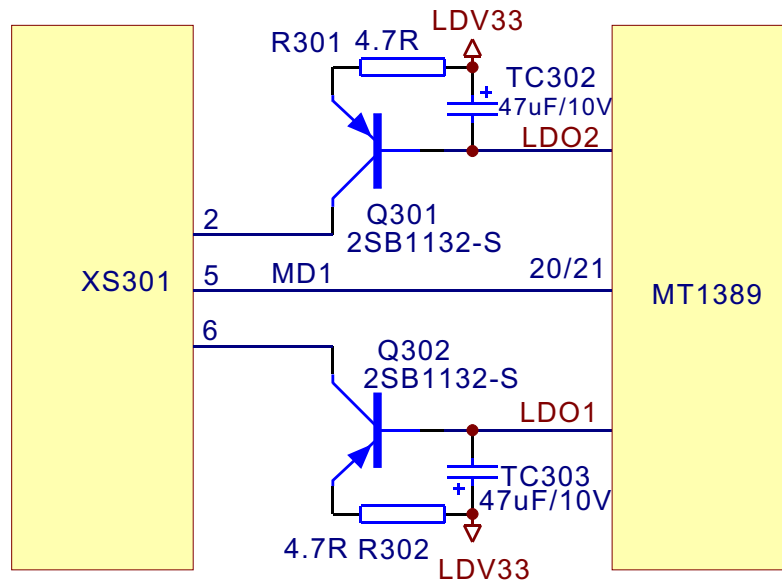 LDV33
R301 4.7R
TC302
47uF/10V
LDO2
2
Q301
2SB1132-S
XS301
5
MD1
20/21
MT1389
6
Q302
2SB1132-S
LDO1
TC303
47uF/10V
4.7R R302
LDV33